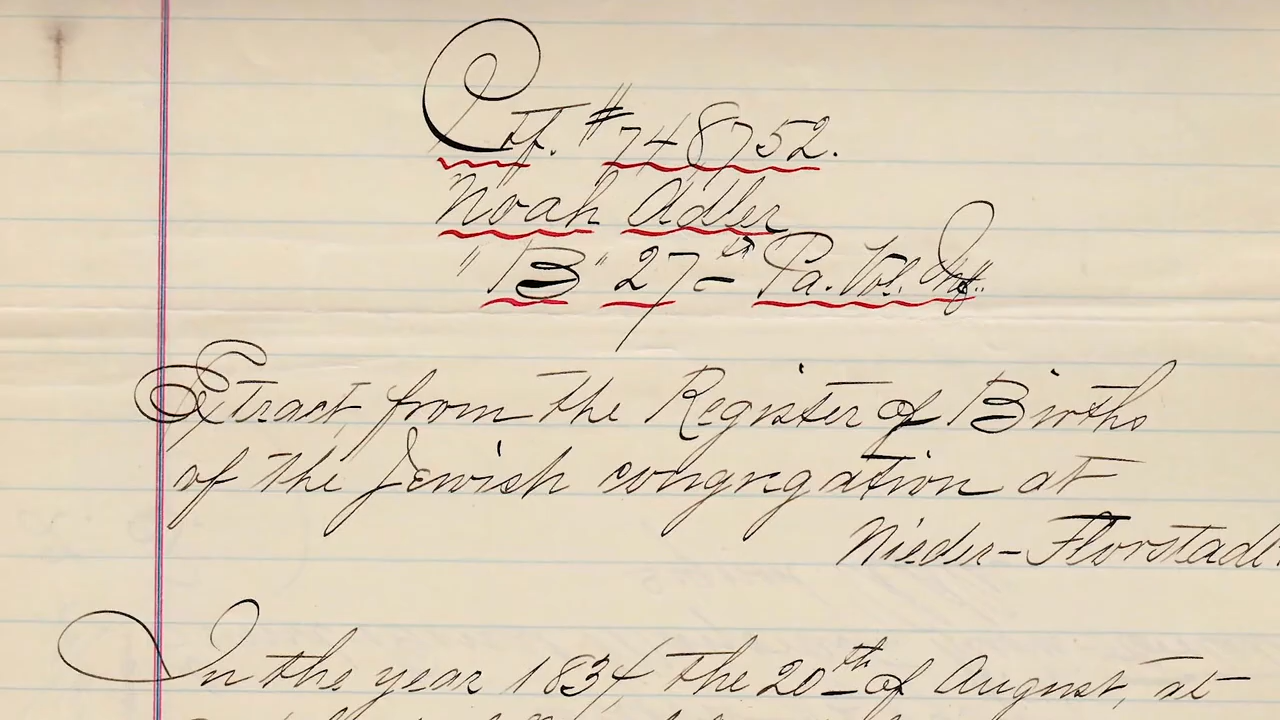 Ctf. #748752.
Noah Adler
"B" 27th Pa. Vol. Inf.
Extract from the Register of Births
of the Jewish congregation at
Nieder-Florstadt.
In the year 1834, the 20th of August, at